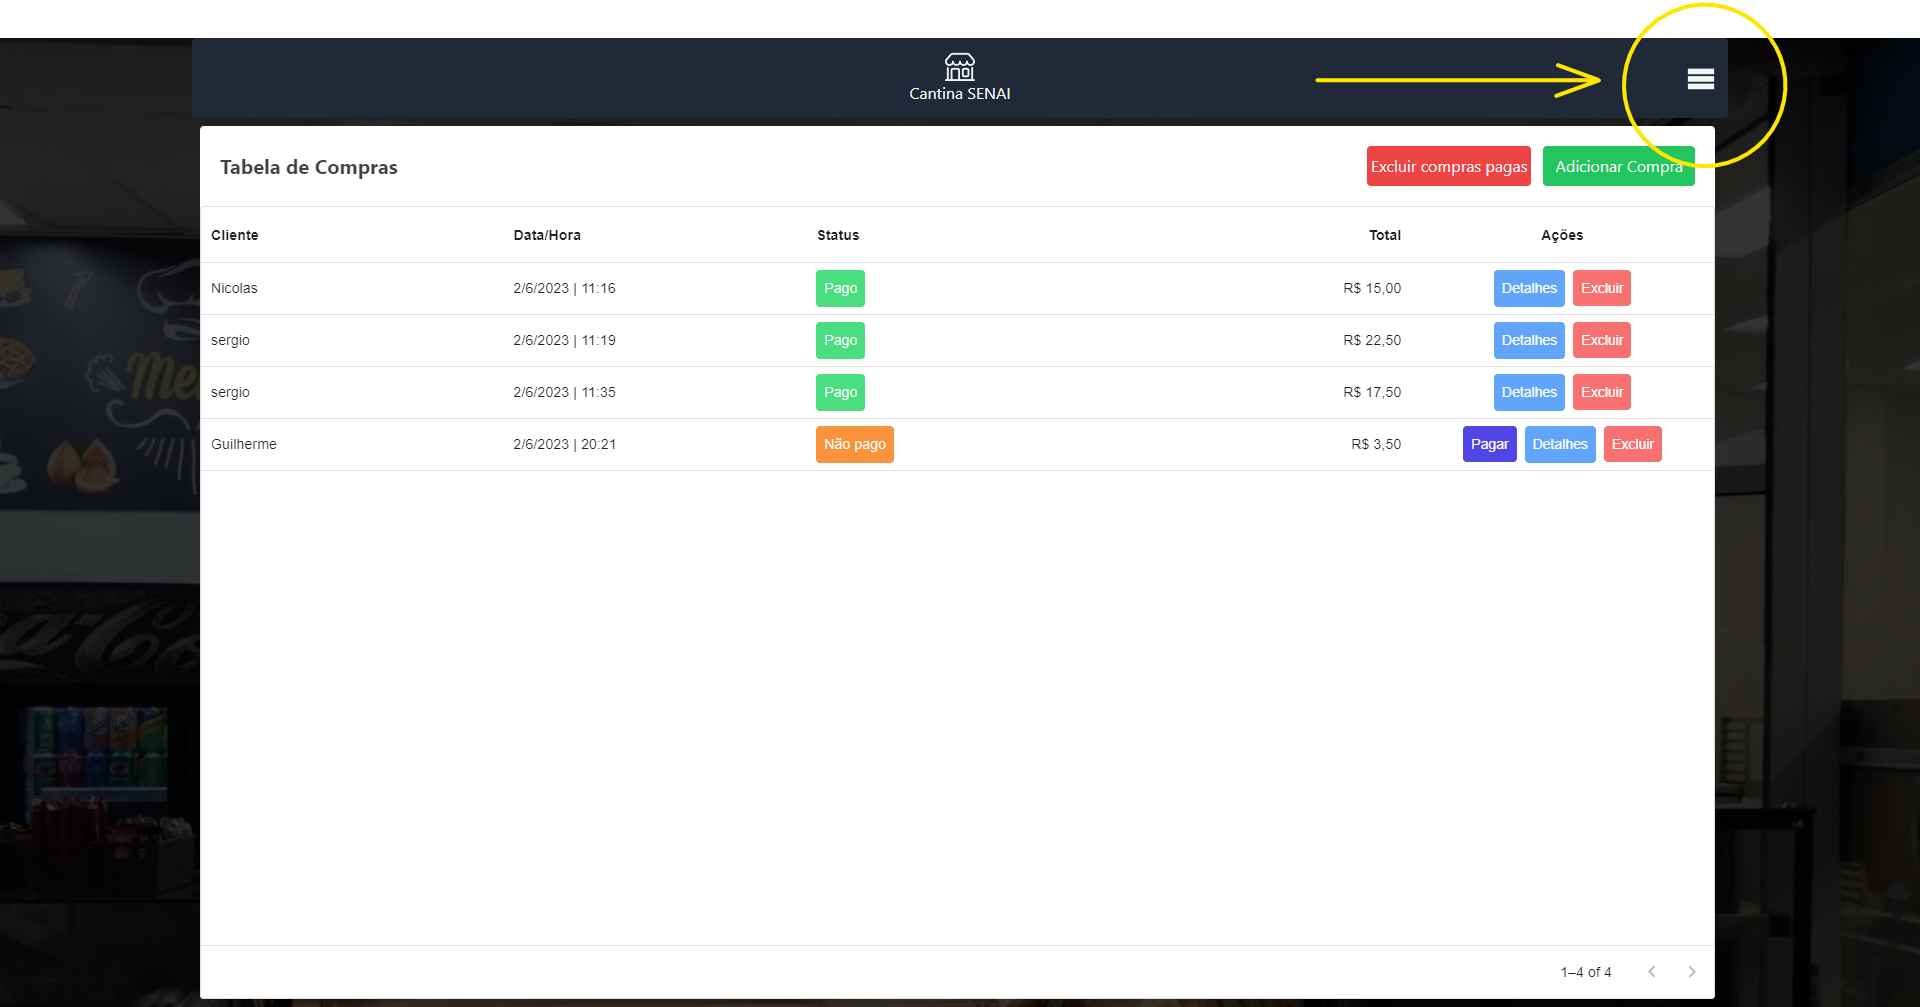 Cantina SENAI
Tabela de Compras
Excluir compras pagas
Adicionar Compra
Cliente Data/Hora Status Total Ações
Nicolas 2/6/2023 | 11:16 Pago R$ 15,00 Detalhes Excluir
sergio 2/6/2023 | 11:19 Pago R$ 22,50 Detalhes Excluir
sergio 2/6/2023 | 11:35 Pago R$ 17,50 Detalhes Excluir
Guilherme 2/6/2023 | 20:21 Não pago R$ 3,50 Pagar Detalhes Excluir
1–4 of 4